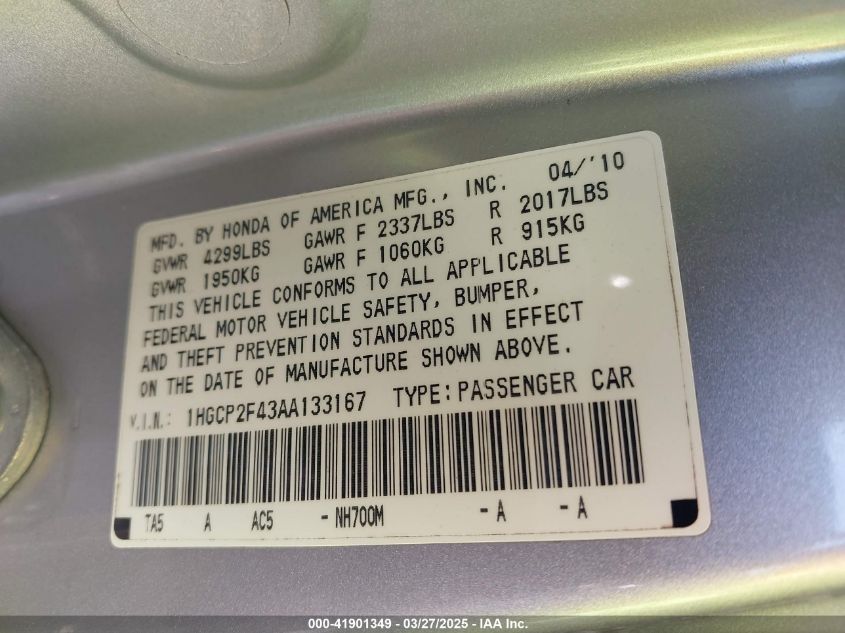 MFD. BY HONDA OF AMERICA MFG., INC. 04/'10
GVWR 4299LBS GAWR F 2337LBS R 2017LBS
GVWR 1950KG GAWR F 1060KG R 915KG
THIS VEHICLE CONFORMS TO ALL APPLICABLE
FEDERAL MOTOR VEHICLE SAFETY, BUMPER,
AND THEFT PREVENTION STANDARDS IN EFFECT
ON THE DATE OF MANUFACTURE SHOWN ABOVE.
V.I.N.: 1HGCP2F43AA133167 TYPE: PASSENGER CAR
TA5 A AC5 - NH700M - A - A
000-41901349 - 03/27/2025 - IAA Inc.